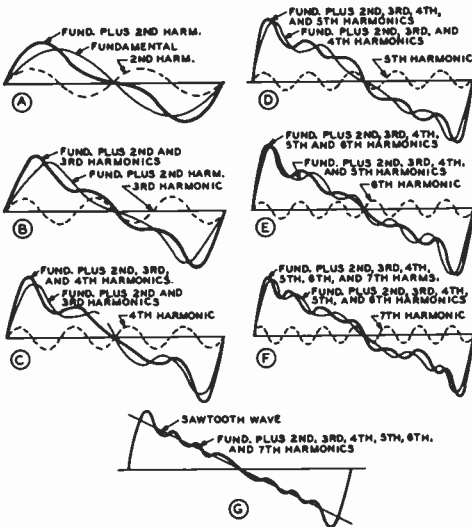 FUND. PLUS 2ND HARM.
FUNDAMENTAL
2ND HARM.
A
FUND. PLUS 2ND AND
3RD HARMONICS
FUND. PLUS 2ND HARM.
3RD HARMONIC
B
FUND. PLUS 2ND, 3RD,
AND 4TH HARMONICS.
FUND. PLUS 2ND AND
3RD HARMONICS
4TH HARMONIC
C
FUND. PLUS 2ND, 3RD, 4TH,
AND 5TH HARMONICS
FUND. PLUS 2ND, 3RD, AND
4TH HARMONICS
5TH HARMONIC
D
FUND. PLUS 2ND, 3RD, 4TH,
5TH AND 6TH HARMONICS
FUND. PLUS 2ND, 3RD, 4TH,
AND 5TH HARMONICS
6TH HARMONIC
E
FUND. PLUS 2ND, 3RD, 4TH,
5TH, 6TH, AND 7TH HARMS.
FUND. PLUS 2ND, 3RD, 4TH,
5TH, AND 6TH HARMONICS
7TH HARMONIC
F
SAWTOOTH WAVE
FUND. PLUS 2ND, 3RD, 4TH, 5TH, 6TH,
AND 7TH HARMONICS
G